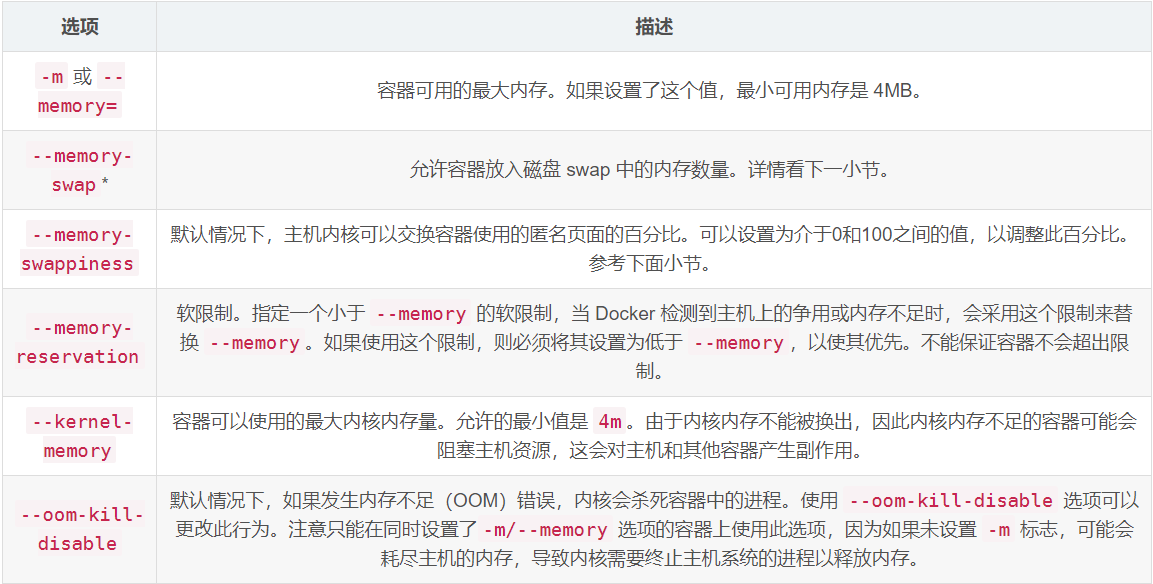 选项
描述
-m 或 --
memory=
容器可用的最大内存。如果设置了这个值，最小可用内存是 4MB。
--memory-
swap *
允许容器放入磁盘 swap 中的内存数量。详情看下一小节。
--memory-
swappiness
默认情况下，主机内核可以交换容器使用的匿名页面的百分比。可以设置为介于0和100之间的值，以调整此百分比。
参考下面小节。
--memory-
reservation
软限制。指定一个小于 --memory 的软限制，当 Docker 检测到主机上的争用或内存不足时，会采用这个限制来替
换 --memory 。如果使用这个限制，则必须将其设置为低于 --memory ，以使其优先。不能保证容器不会超出限
制。
--kernel-
memory
容器可以使用的最大内核内存量。允许的最小值是 4m 。由于内核内存不能被换出，因此内核内存不足的容器可能会
阻塞主机资源，这会对主机和其他容器产生副作用。
--oom-kill-
disable
默认情况下，如果发生内存不足（OOM）错误，内核会杀死容器中的进程。使用 --oom-kill-disable 选项可以
更改此行为。注意只能在同时设置了 -m/--memory 选项的容器上使用此选项，因为如果未设置 -m 标志，可能会
耗尽主机的内存，导致内核需要终止主机系统的进程以释放内存。